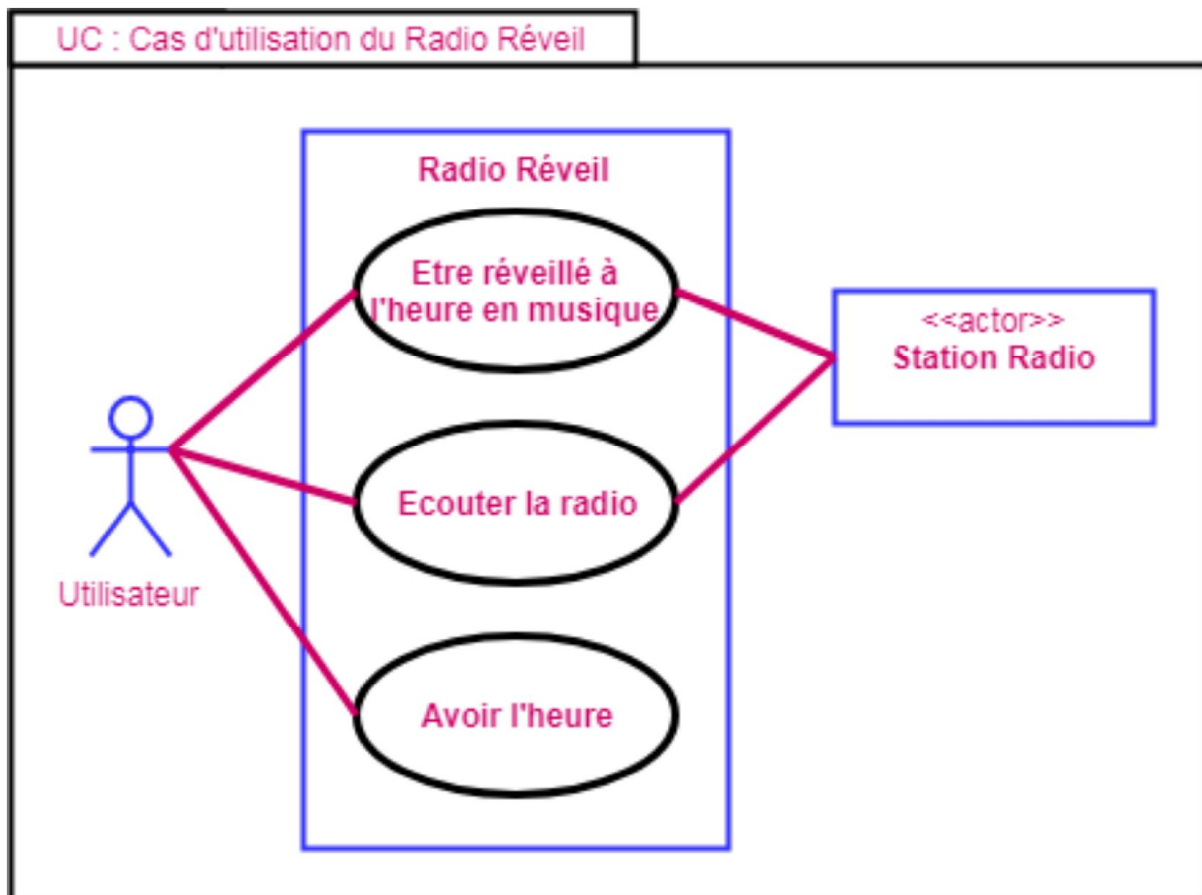 UC : Cas d'utilisation du Radio Réveil
Radio Réveil
Etre réveillé à
l'heure en musique
<<actor>>
Station Radio
Ecouter la radio
Utilisateur
Avoir l'heure